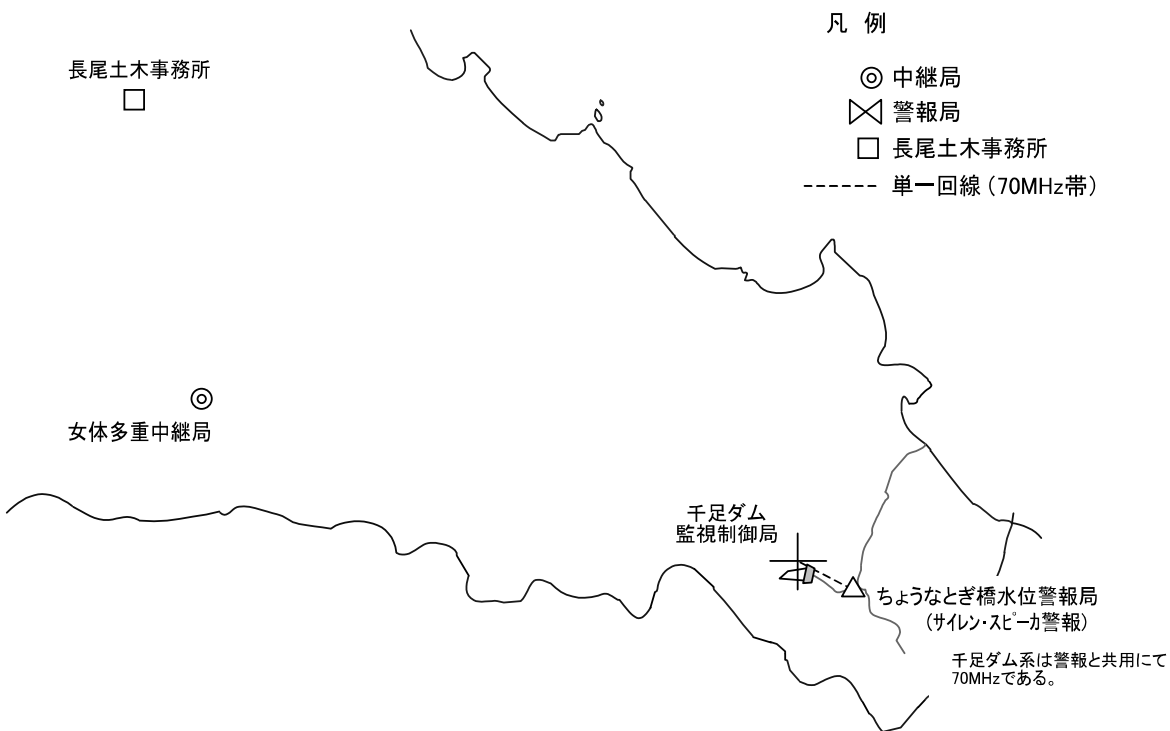 凡 例
長尾土木事務所
中継局
警報局
長尾土木事務所
単一回線(70MHz帯)
女体多重中継局
千足ダム
監視制御局
ちょうなとぎ橋水位警報局
(サイレン・スピーカ警報)
千足ダム系は警報と共用にて
70MHzである。